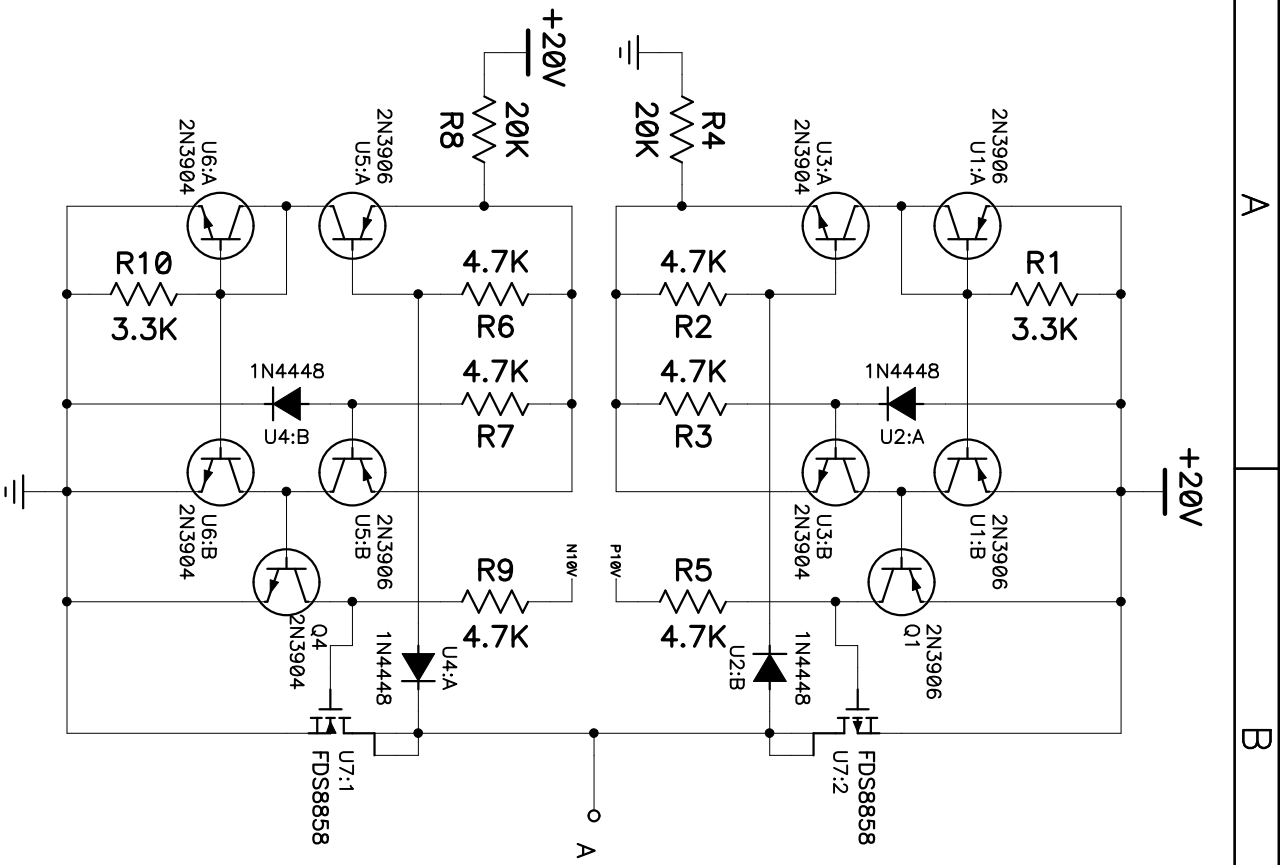 +20V
20K
R8
R4
20K
2N3906
U5:A
U6:A
2N3904
2N3906
U1:A
U3:A
2N3904
A
R10
3.3K
4.7K
R6
4.7K
R2
R1
3.3K
1N4448
U4:B
4.7K
R7
4.7K
R3
1N4448
U2:A
+20V
U6:B
2N3904
2N3906
U5:B
U3:B
2N3904
2N3906
U1:B
N10V
P10V
R9
4.7K
R5
4.7K
Q4
2N3904
2N3906
Q1
U4:A
1N4448
1N4448
U2:B
U7:1
FDS8858
FDS8858
U7:2
B
A